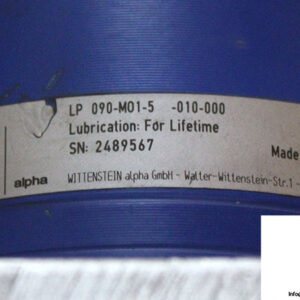 LP 090-M01-5 -010-000
Lubrication: For Lifetime
SN: 2489567
Made
alpha
WITTENSTEIN alpha GmbH - Walter-Wittenstein-Str.1